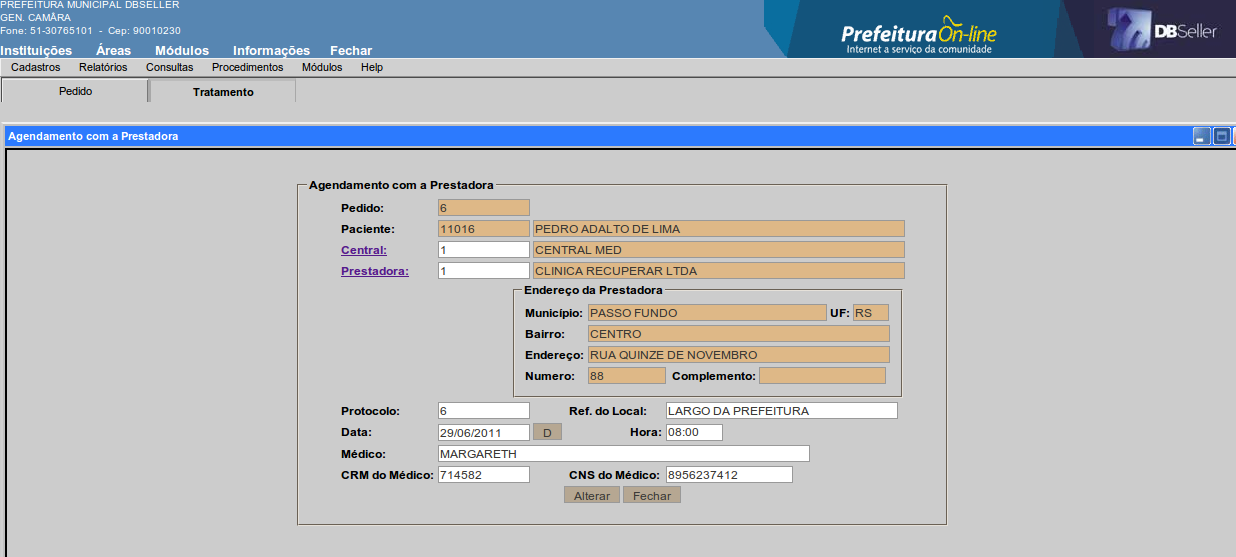 PREFEITURA MUNICIPAL DBSELLER
GEN. CAMÂRA
Fone: 51-30765101 - Cep: 90010230
PrefeituraOn-line
Internet a serviço da comunidade
DBSeller
Instituições Áreas Módulos Informações Fechar
Cadastros Relatórios Consultas Procedimentos Módulos Help
Pedido Tratamento
Agendamento com a Prestadora
Agendamento com a Prestadora
Pedido: 6
Paciente: 11016 PEDRO ADALTO DE LIMA
Central: 1 CENTRAL MED
Prestadora: 1 CLINICA RECUPERAR LTDA
Endereço da Prestadora
Município: PASSO FUNDO UF: RS
Bairro: CENTRO
Endereço: RUA QUINZE DE NOVEMBRO
Numero: 88 Complemento:
Protocolo: 6 Ref. do Local: LARGO DA PREFEITURA
Data: 29/06/2011 D Hora: 08:00
Médico: MARGARETH
CRM do Médico: 714582 CNS do Médico: 8956237412
Alterar Fechar